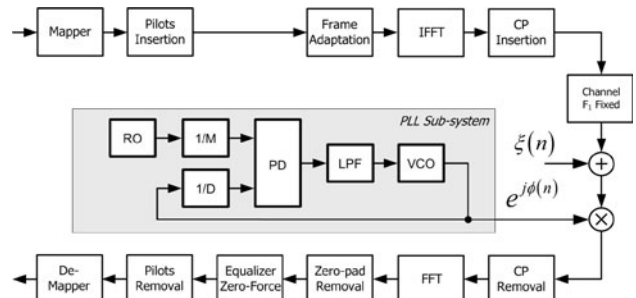 Mapper
Pilots
Insertion
Frame
Adaptation
IFFT
CP
Insertion
Channel
F₁ Fixed
PLL Sub-system
RO
1/M
PD
LPF
VCO
1/D
ξ(n)
+
e^{jϕ(n)}
×
De-
Mapper
Pilots
Removal
Equalizer
Zero-Force
Zero-pad
Removal
FFT
CP
Removal